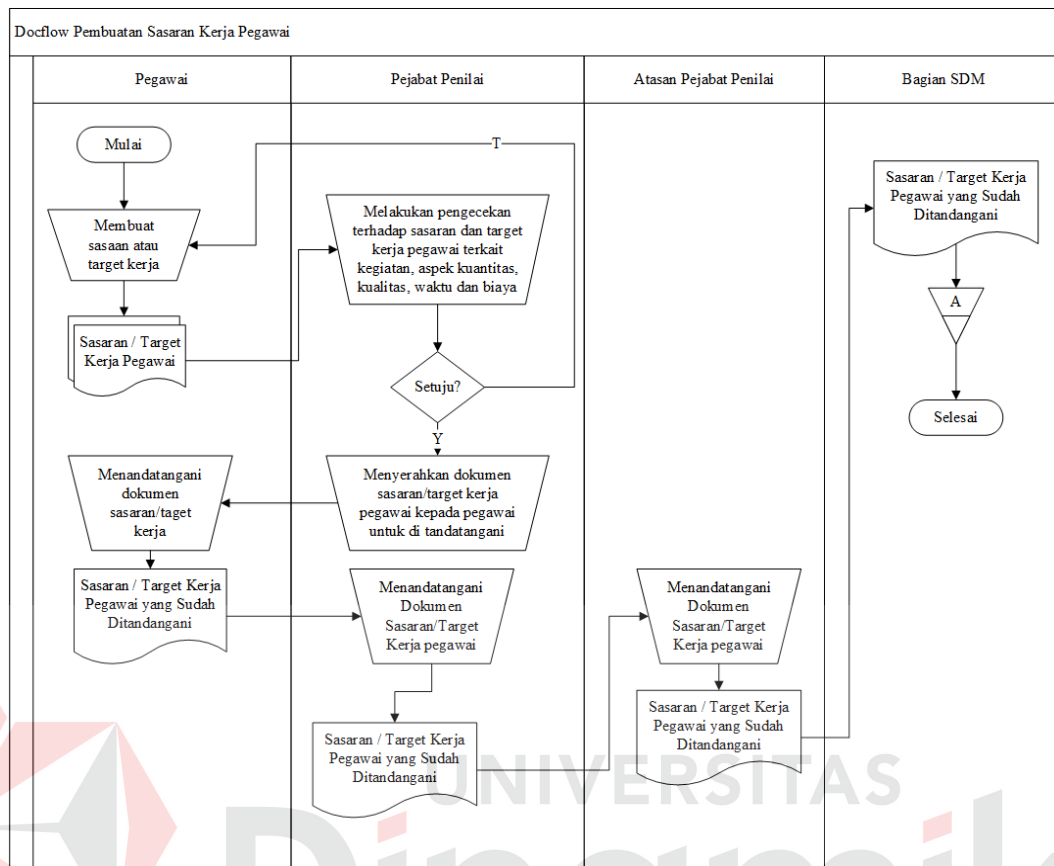 Docflow Pembuatan Sasaran Kerja Pegawai
Pegawai
Pejabat Penilai
Atasan Pejabat Penilai
Bagian SDM
Mulai
Membuat
sasaan atau
target kerja
Sasaran / Target
Kerja Pegawai
Menandatangani
dokumen
sasaran/taget
kerja
Sasaran / Target Kerja
Pegawai yang Sudah
Ditandangani
T
Melakukan pengecekan
terhadap sasaran dan target
kerja pegawai terkait
kegiatan, aspek kuantitas,
kualitas, waktu dan biaya
Setuju?
Y
Menyerahkan dokumen
sasaran/target kerja
pegawai kepada pegawai
untuk di tandatangani
Menandatangani
Dokumen
Sasaran/Target
Kerja pegawai
Sasaran / Target Kerja
Pegawai yang Sudah
Ditandangani
Menandatangani
Dokumen
Sasaran/Target
Kerja pegawai
Sasaran / Target Kerja
Pegawai yang Sudah
Ditandangani
Sasaran / Target Kerja
Pegawai yang Sudah
Ditandangani
A
Selesai
UNIVERSITAS